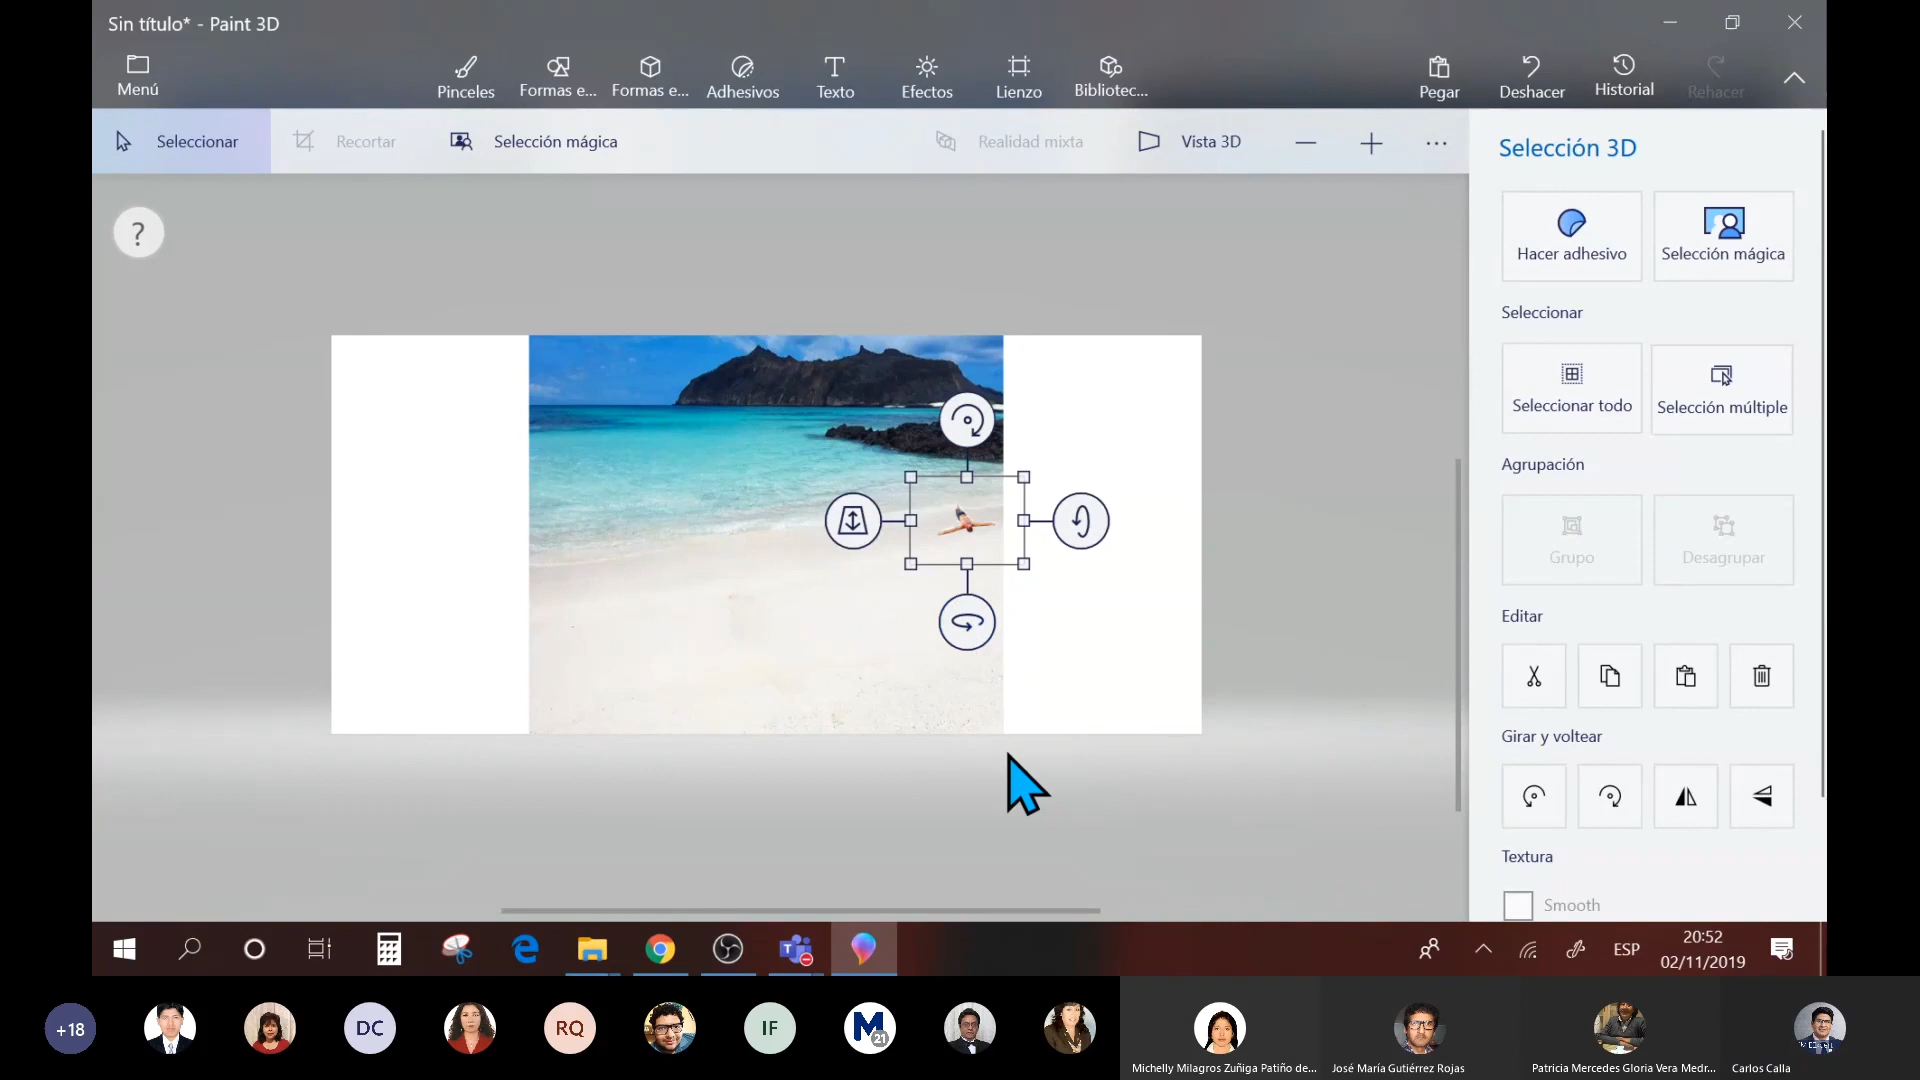 Sin título* - Paint 3D
Menú
Pinceles
Formas e...
Formas e...
Adhesivos
Texto
Efectos
Lienzo
Bibliotec...
Pegar
Deshacer
Historial
Rehacer
Seleccionar
Recortar
Selección mágica
Realidad mixta
Vista 3D
?
Selección 3D
Hacer adhesivo
Selección mágica
Seleccionar
Seleccionar todo
Selección múltiple
Agrupación
Grupo
Desagrupar
Editar
Girar y voltear
Textura
Smooth
ESP
20:52
02/11/2019
+18
DC
RQ
IF
M
21
Michelly Milagros Zuñiga Patiño de...
José María Gutiérrez Rojas
Patricia Mercedes Gloria Vera Medr...
Carlos Calla